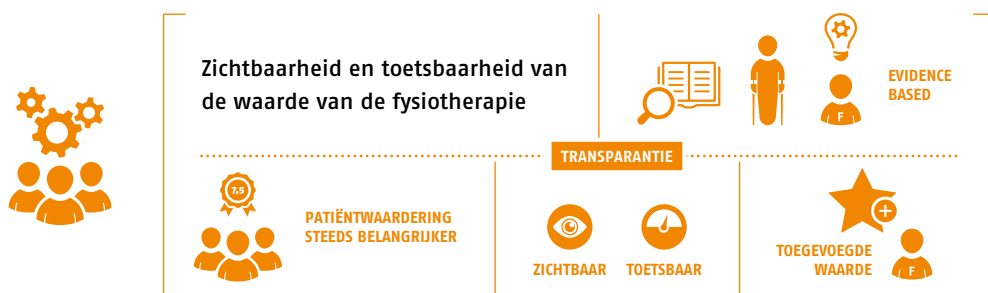 Zichtbaarheid en toetsbaarheid van
de waarde van de fysiotherapie
F
EVIDENCE
BASED
TRANSPARANTIE
7,5
PATIËNTWAARDERING
STEEDS BELANGRIJKER
ZICHTBAAR
TOETSBAAR
TOEGEVOEGDE
WAARDE
F